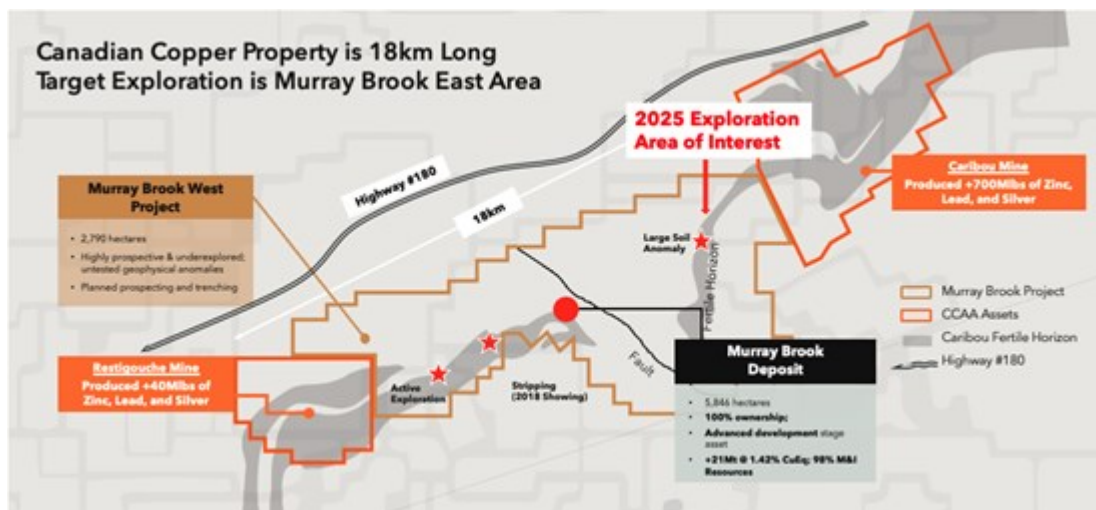 Canadian Copper Property is 18km Long
Target Exploration is Murray Brook East Area
2025 Exploration
Area of Interest
Highway #180
18km
Murray Brook West
Project
• 2,790 hectares
• Highly prospective & underexplored;
untested geophysical anomalies
• Planned prospecting and trenching
Caribou Mine
Produced +700Mlbs of Zinc,
Lead, and Silver
Large Soil
Anomaly
Fertile Horizon
Murray Brook Project
CCAA Assets
Caribou Fertile Horizon
Highway #180
Restigouche Mine
Produced +40Mlbs of
Zinc, Lead, and Silver
Active
Exploration
Stripping
(2018 Showing)
Fault
Murray Brook
Deposit
• 5,846 hectares
• 100% ownership;
• Advanced development stage
asset
• +21Mt @ 1.42% CuEq; 98% M&I
Resources